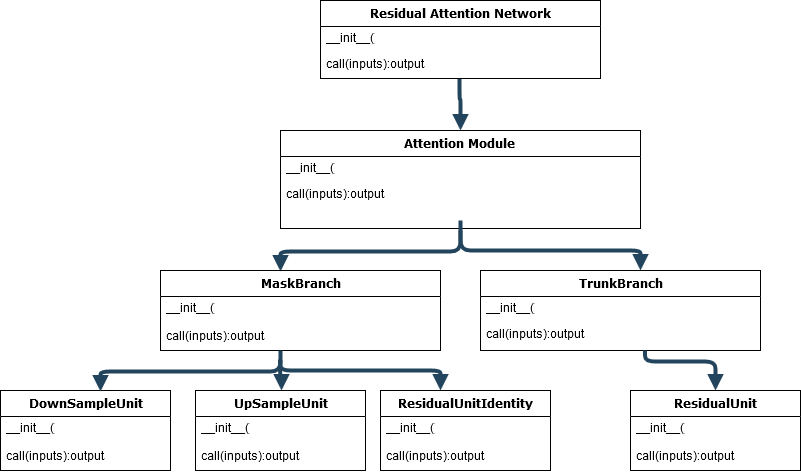 Residual Attention Network
__init__(
call(inputs):output
Attention Module
__init__(
call(inputs):output
MaskBranch
__init__(
call(inputs):output
TrunkBranch
__init__(
call(inputs):output
DownSampleUnit
__init__(
call(inputs):output
UpSampleUnit
__init__(
call(inputs):output
ResidualUnitIdentity
__init__(
call(inputs):output
ResidualUnit
__init__(
call(inputs):output